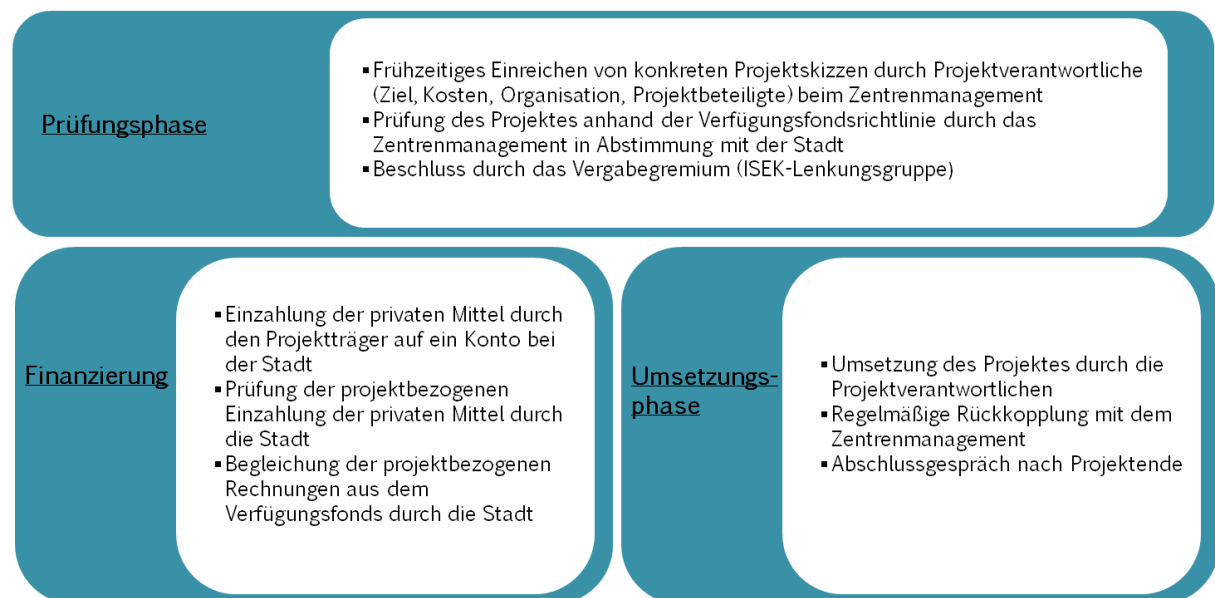 Prüfungsphase
▪Frühzeitiges Einreichen von konkreten Projektskizzen durch Projektverantwortliche
(Ziel, Kosten, Organisation, Projektbeteiligte) beim Zentrenmanagement
▪Prüfung des Projektes anhand der Verfügungsfondsrichtlinie durch das
Zentrenmanagement in Abstimmung mit der Stadt
▪Beschluss durch das Vergabegremium (ISEK-Lenkungsgruppe)
Finanzierung
▪Einzahlung der privaten Mittel durch
den Projektträger auf ein Konto bei
der Stadt
▪Prüfung der projektbezogenen
Einzahlung der privaten Mittel durch
die Stadt
▪Begleichung der projektbezogenen
Rechnungen aus dem
Verfügungsfonds durch die Stadt
Umsetzungs-
phase
▪Umsetzung des Projektes durch die
Projektverantwortlichen
▪Regelmäßige Rückkopplung mit dem
Zentrenmanagement
▪Abschlussgespräch nach Projektende